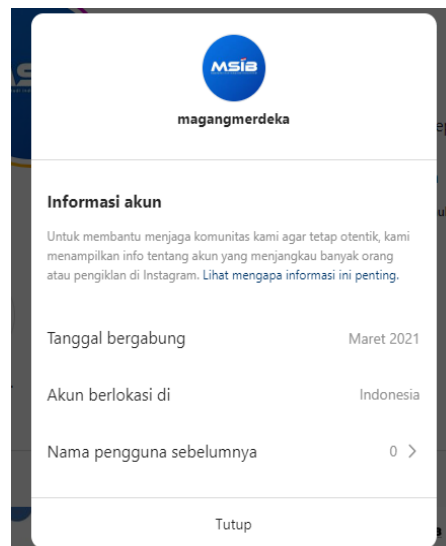 MSIB
magangmerdeka
Informasi akun
Untuk membantu menjaga komunitas kami agar tetap otentik, kami
menampilkan info tentang akun yang menjangkau banyak orang
atau pengiklan di Instagram. Lihat mengapa informasi ini penting.
Tanggal bergabung Maret 2021
Akun berlokasi di Indonesia
Nama pengguna sebelumnya 0 >
Tutup